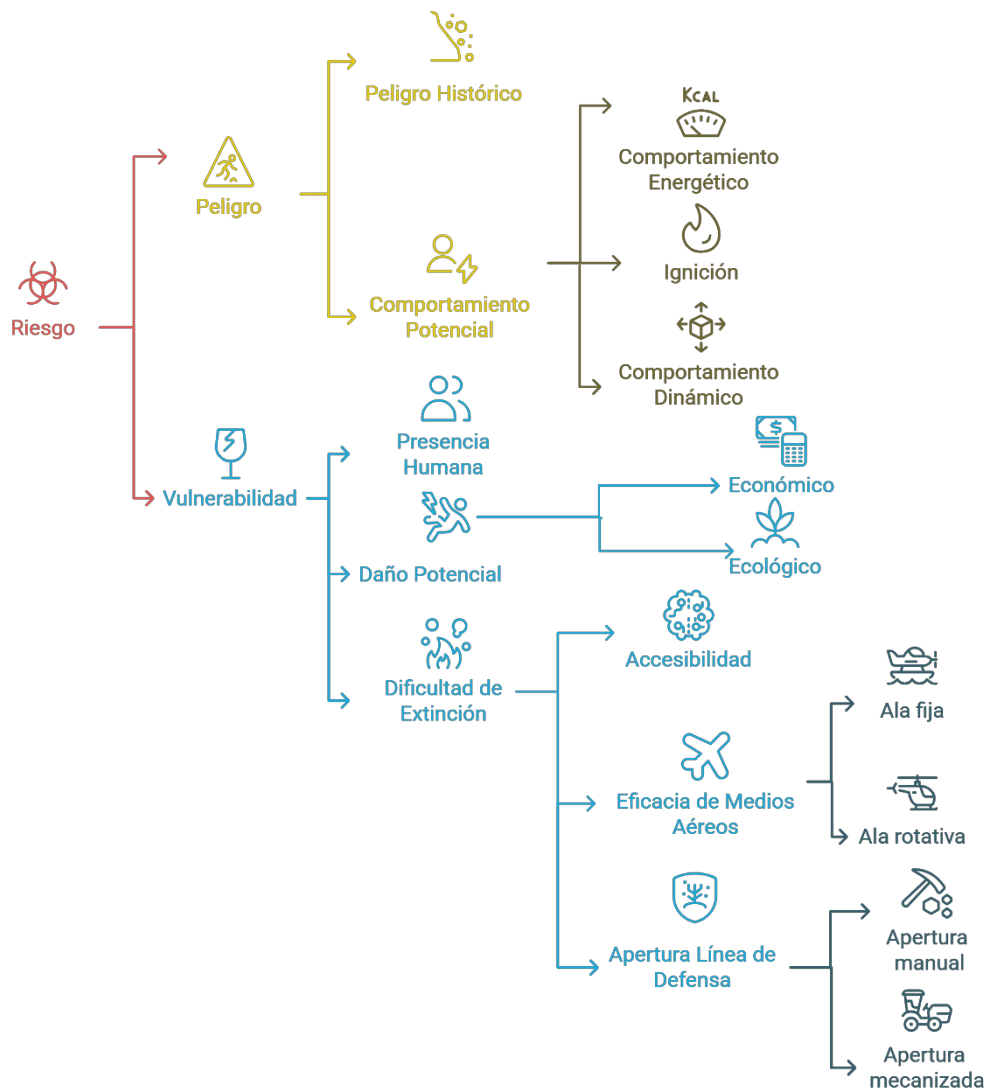 Peligro Histórico
KCAL
Comportamiento
Energético
Peligro
Ignición
Comportamiento
Potencial
Riesgo
Comportamiento
Dinámico
Presencia
Humana
Vulnerabilidad
$
Económico
Ecológico
Daño Potencial
Accesibilidad
Dificultad de
Extinción
Ala fija
Eficacia de Medios
Aéreos
Ala rotativa
Apertura Línea de
Defensa
Apertura
manual
Apertura
mecanizada